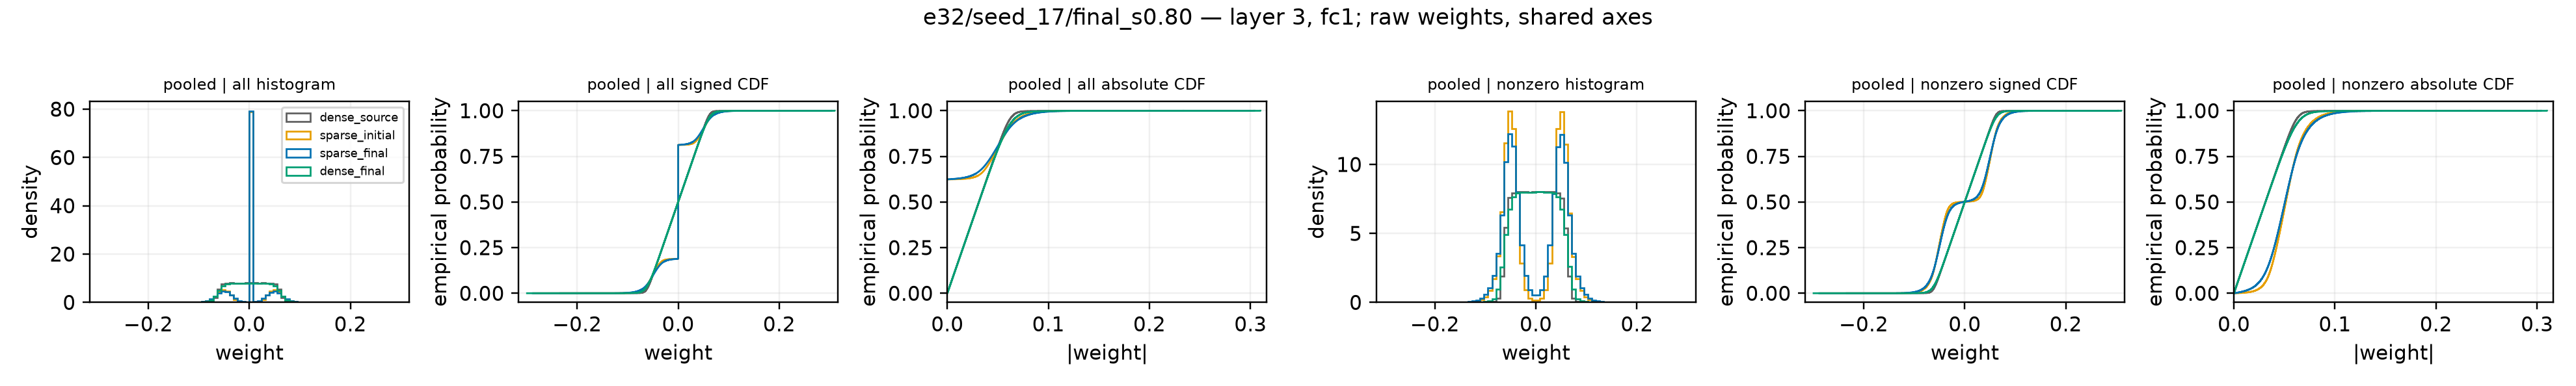 e32/seed_17/final_s0.80 — layer 3, fc1; raw weights, shared axes
pooled | all histogram
density
80
60
40
20
0
−0.2
0.0
0.2
weight
dense_source
sparse_initial
sparse_final
dense_final
pooled | all signed CDF
empirical probability
1.00
0.75
0.50
0.25
0.00
−0.2
0.0
0.2
weight
pooled | all absolute CDF
empirical probability
1.00
0.75
0.50
0.25
0.00
0.0
0.1
0.2
0.3
|weight|
pooled | nonzero histogram
density
10
5
0
−0.2
0.0
0.2
weight
pooled | nonzero signed CDF
empirical probability
1.00
0.75
0.50
0.25
0.00
−0.2
0.0
0.2
weight
pooled | nonzero absolute CDF
empirical probability
1.00
0.75
0.50
0.25
0.00
0.0
0.1
0.2
0.3
|weight|